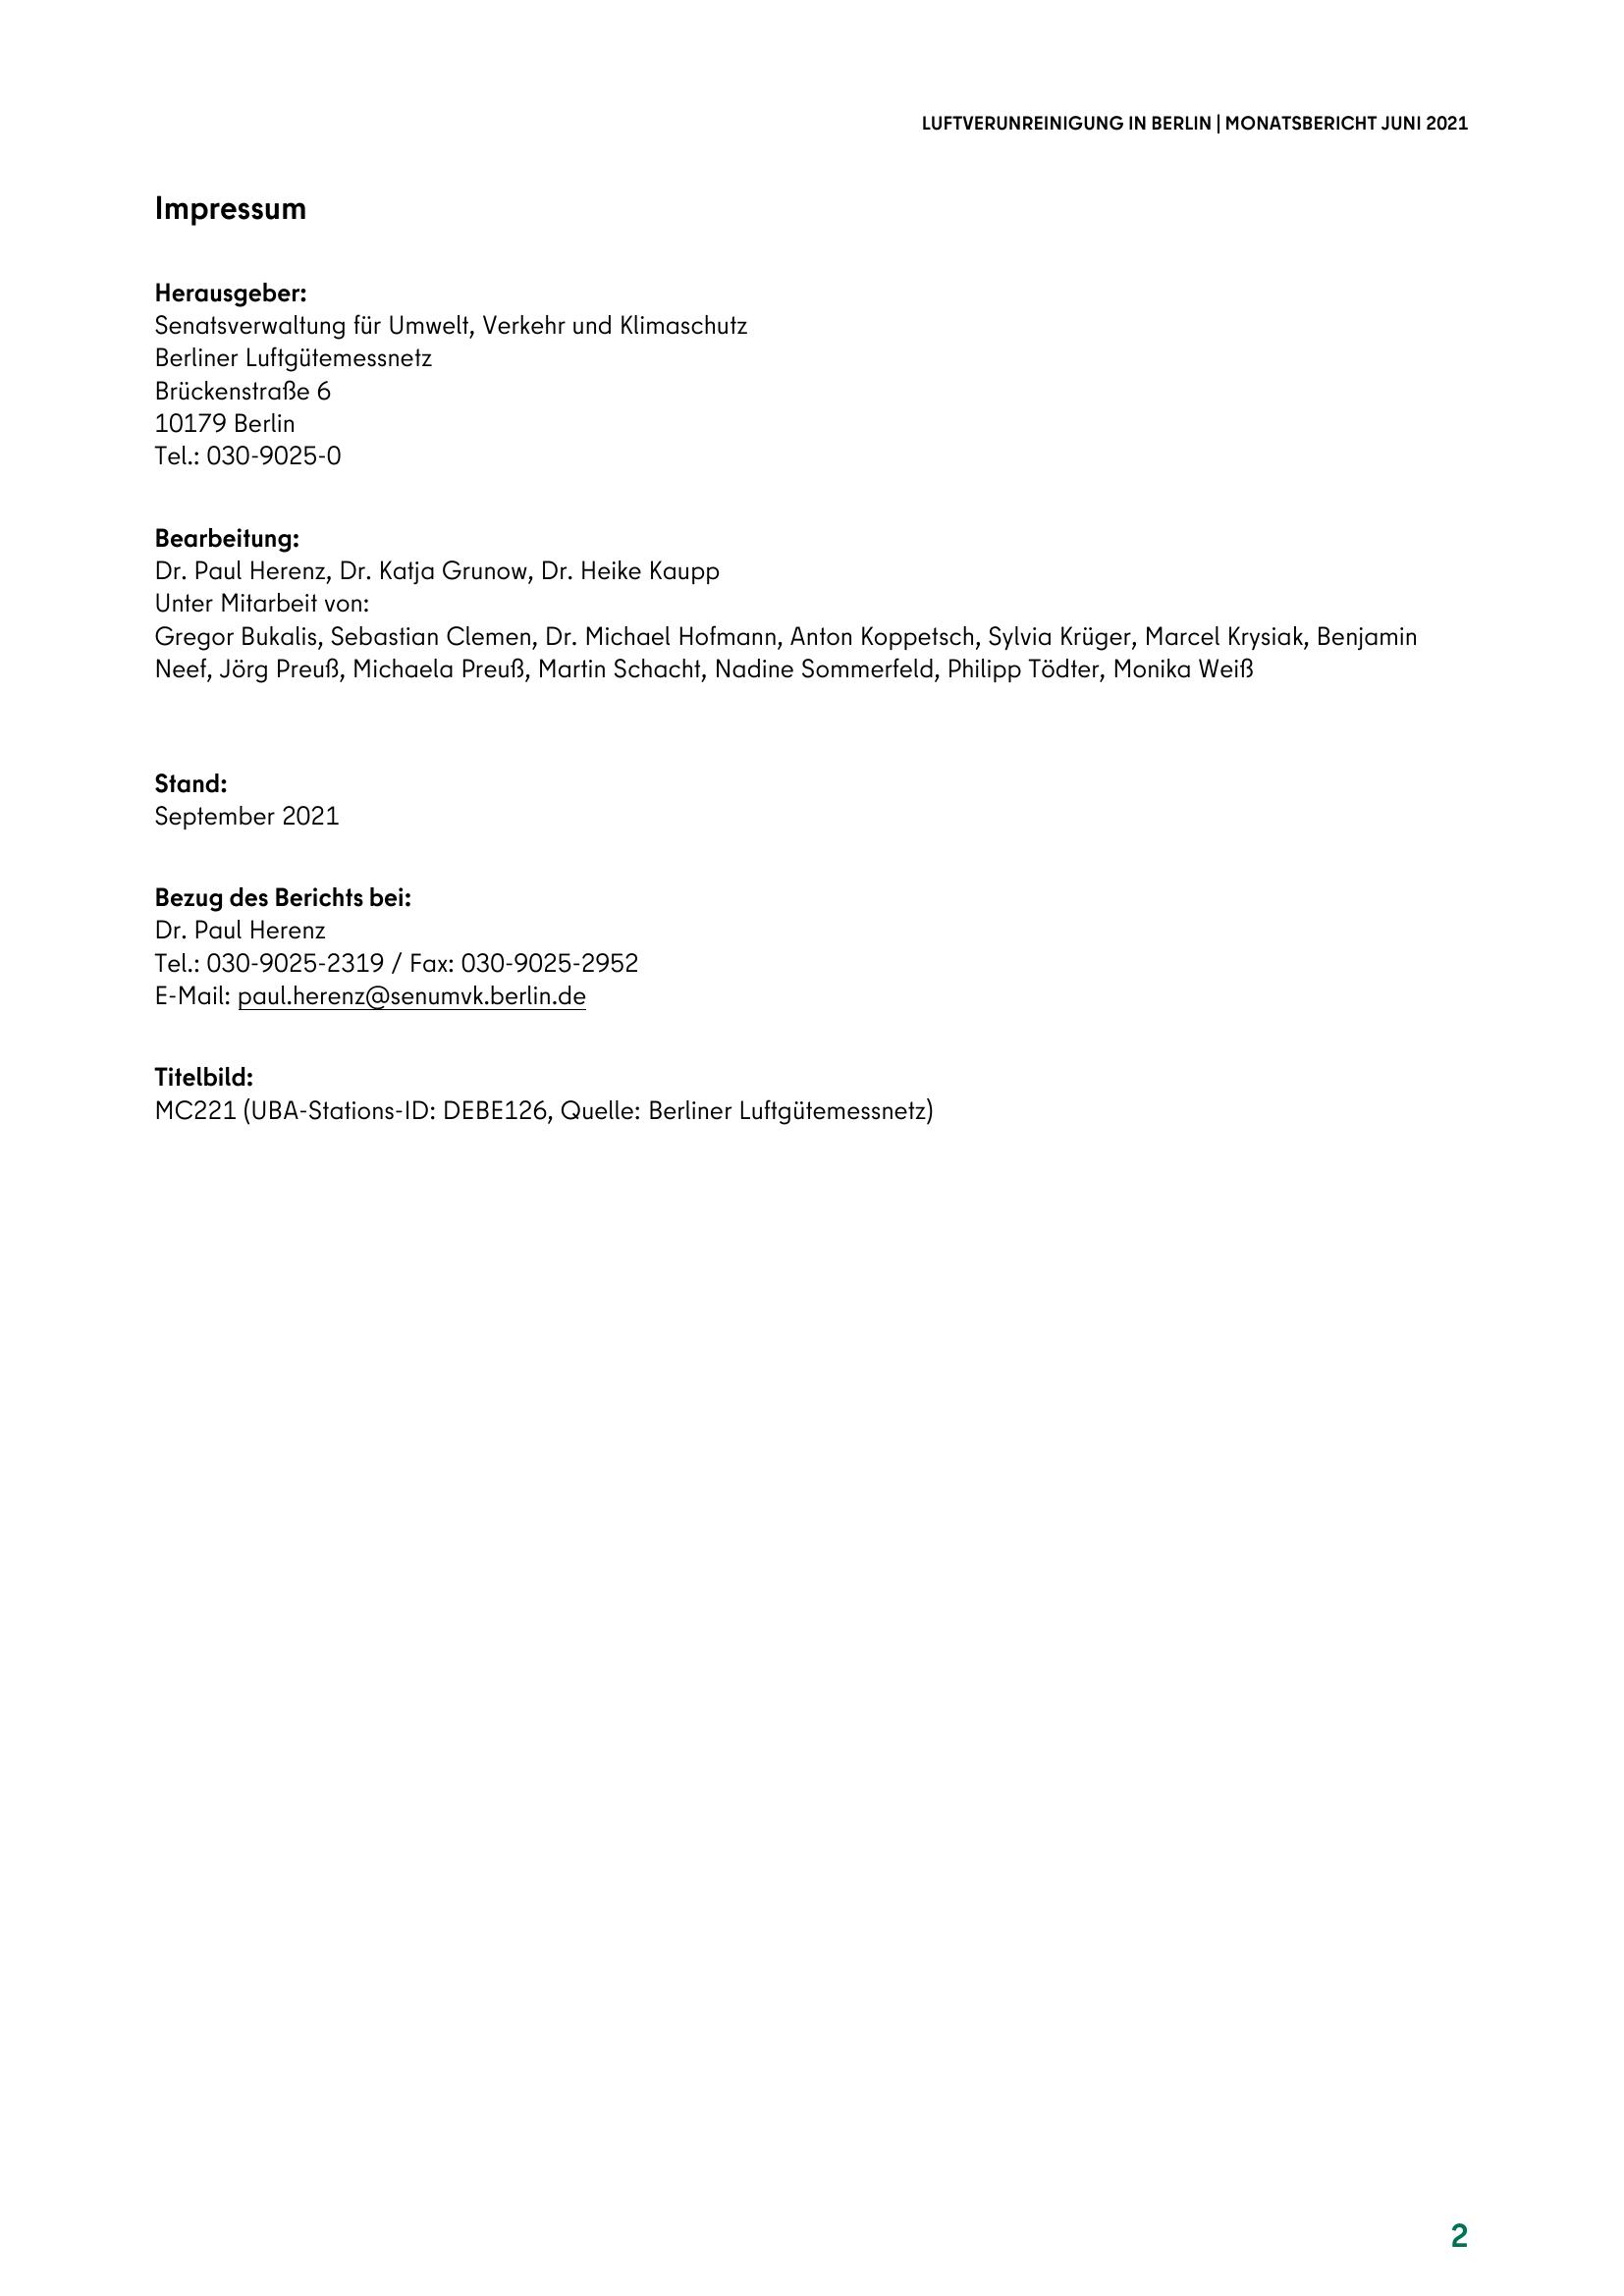 LUFTVERUNREINIGUNG IN BERLIN | MONATSBERICHT JUNI 2021
Impressum
Herausgeber:
Senatsverwaltung für Umwelt, Verkehr und Klimaschutz
Berliner Luftgütemessnetz
Brückenstraße 6
10179 Berlin
Tel.: 030-9025-0
Bearbeitung:
Dr. Paul Herenz, Dr. Katja Grunow, Dr. Heike Kaupp
Unter Mitarbeit von:
Gregor Bukalis, Sebastian Clemen, Dr. Michael Hofmann, Anton Koppetsch, Sylvia Krüger, Marcel Krysiak, Benjamin
Neef, Jörg Preuß, Michaela Preuß, Martin Schacht, Nadine Sommerfeld, Philipp Tödter, Monika Weiß
Stand:
September 2021
Bezug des Berichts bei:
Dr. Paul Herenz
Tel.: 030-9025-2319 / Fax: 030-9025-2952
E-Mail: paul.herenz@senumvk.berlin.de
Titelbild:
MC221 (UBA-Stations-ID: DEBE126, Quelle: Berliner Luftgütemessnetz)
2